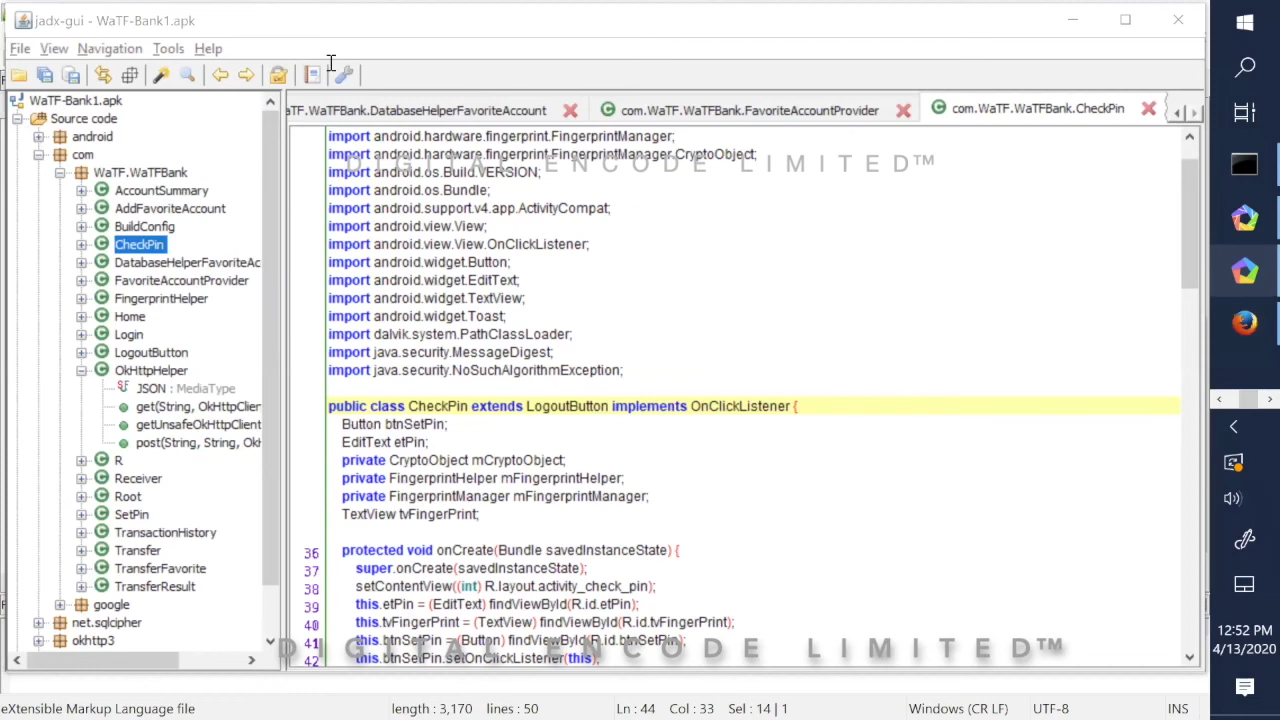 jadx-gui - WaTF-Bank1.apk
File View Navigation Tools Help
WaTF-Bank1.apk
Source code
android
com
WaTF.WaTFBank
AccountSummary
AddFavoriteAccount
BuildConfig
CheckPin
DatabaseHelperFavoriteAc
FavoriteAccountProvider
FingerprintHelper
Home
Login
LogoutButton
OkHttpHelper
JSON : MediaType
get(String, OkHttpClier
getUnsafeOkHttpClient
post(String, String, Ok
R
Receiver
Root
SetPin
TransactionHistory
Transfer
TransferFavorite
TransferResult
google
net.sqlcipher
okhttp3
aTF.WaTFBank.DatabaseHelperFavoriteAccount
com.WaTF.WaTFBank.FavoriteAccountProvider
com.WaTF.WaTFBank.CheckPin
import android.hardware.fingerprint.FingerprintManager;
import android.hardware.fingerprint.FingerprintManager.CryptoObject;
DIGITAL ENCODE LIMITED™
import android.os.Build.VERSION;
import android.os.Bundle;
import android.support.v4.app.ActivityCompat;
import android.view.View;
import android.view.View.OnClickListener;
import android.widget.Button;
import android.widget.EditText;
import android.widget.TextView;
import android.widget.Toast;
import dalvik.system.PathClassLoader;
import java.security.MessageDigest;
import java.security.NoSuchAlgorithmException;
public class CheckPin extends LogoutButton implements OnClickListener {
Button btnSetPin;
EditText etPin;
private CryptoObject mCryptoObject;
private FingerprintHelper mFingerprintHelper;
private FingerprintManager mFingerprintManager;
TextView tvFingerPrint;
36 protected void onCreate(Bundle savedInstanceState) {
37 super.onCreate(savedInstanceState);
38 setContentView((int) R.layout.activity_check_pin);
39 this.etPin = (EditText) findViewById(R.id.etPin);
40 this.tvFingerPrint = (TextView) findViewById(R.id.tvFingerPrint);
41 this.btnSetPin = (Button) findViewById(R.id.btnSetPin);
DIGITAL ENCODE LIMITED™
42 this.btnSetPin.setOnClickListener(this);
eXtensible Markup Language file length : 3,170 lines : 50 Ln : 44 Col : 33 Sel : 14 | 1 Windows (CR LF) UTF-8 INS
12:52 PM
4/13/2020